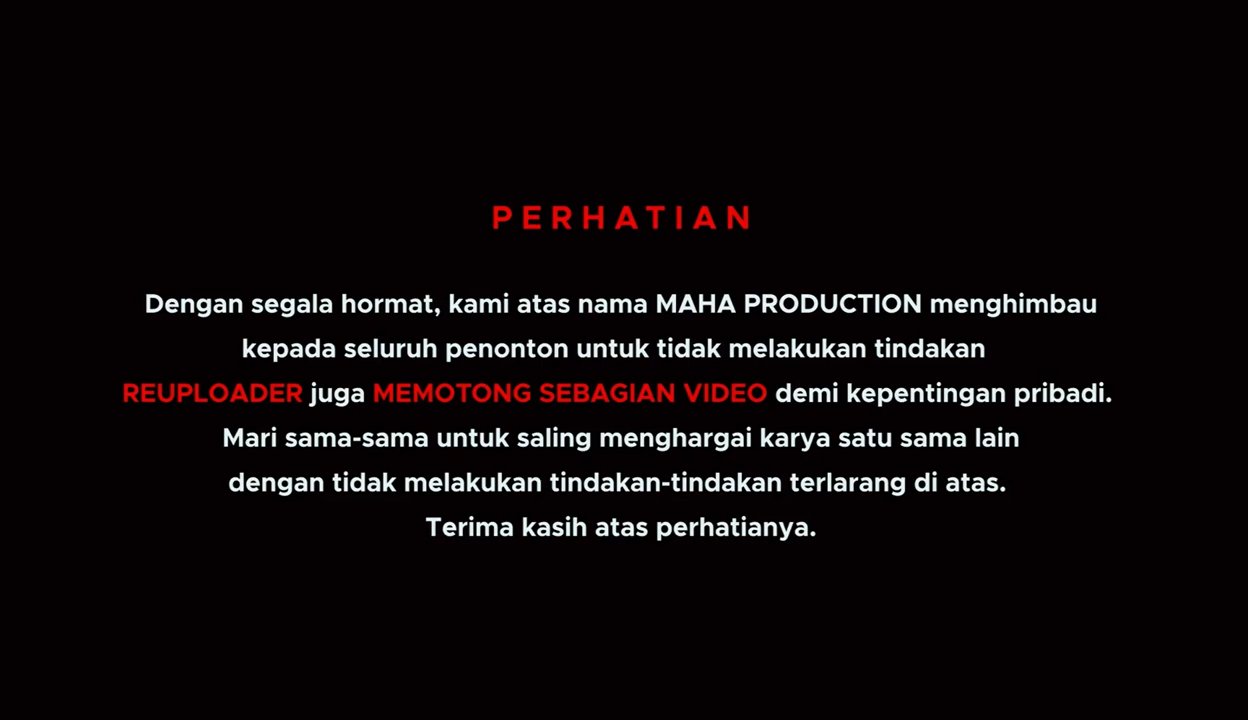 PERHATIAN
Dengan segala hormat, kami atas nama MAHA PRODUCTION menghimbau
kepada seluruh penonton untuk tidak melakukan tindakan
REUPLOADER juga MEMOTONG SEBAGIAN VIDEO demi kepentingan pribadi.
Mari sama-sama untuk saling menghargai karya satu sama lain
dengan tidak melakukan tindakan-tindakan terlarang di atas.
Terima kasih atas perhatianya.